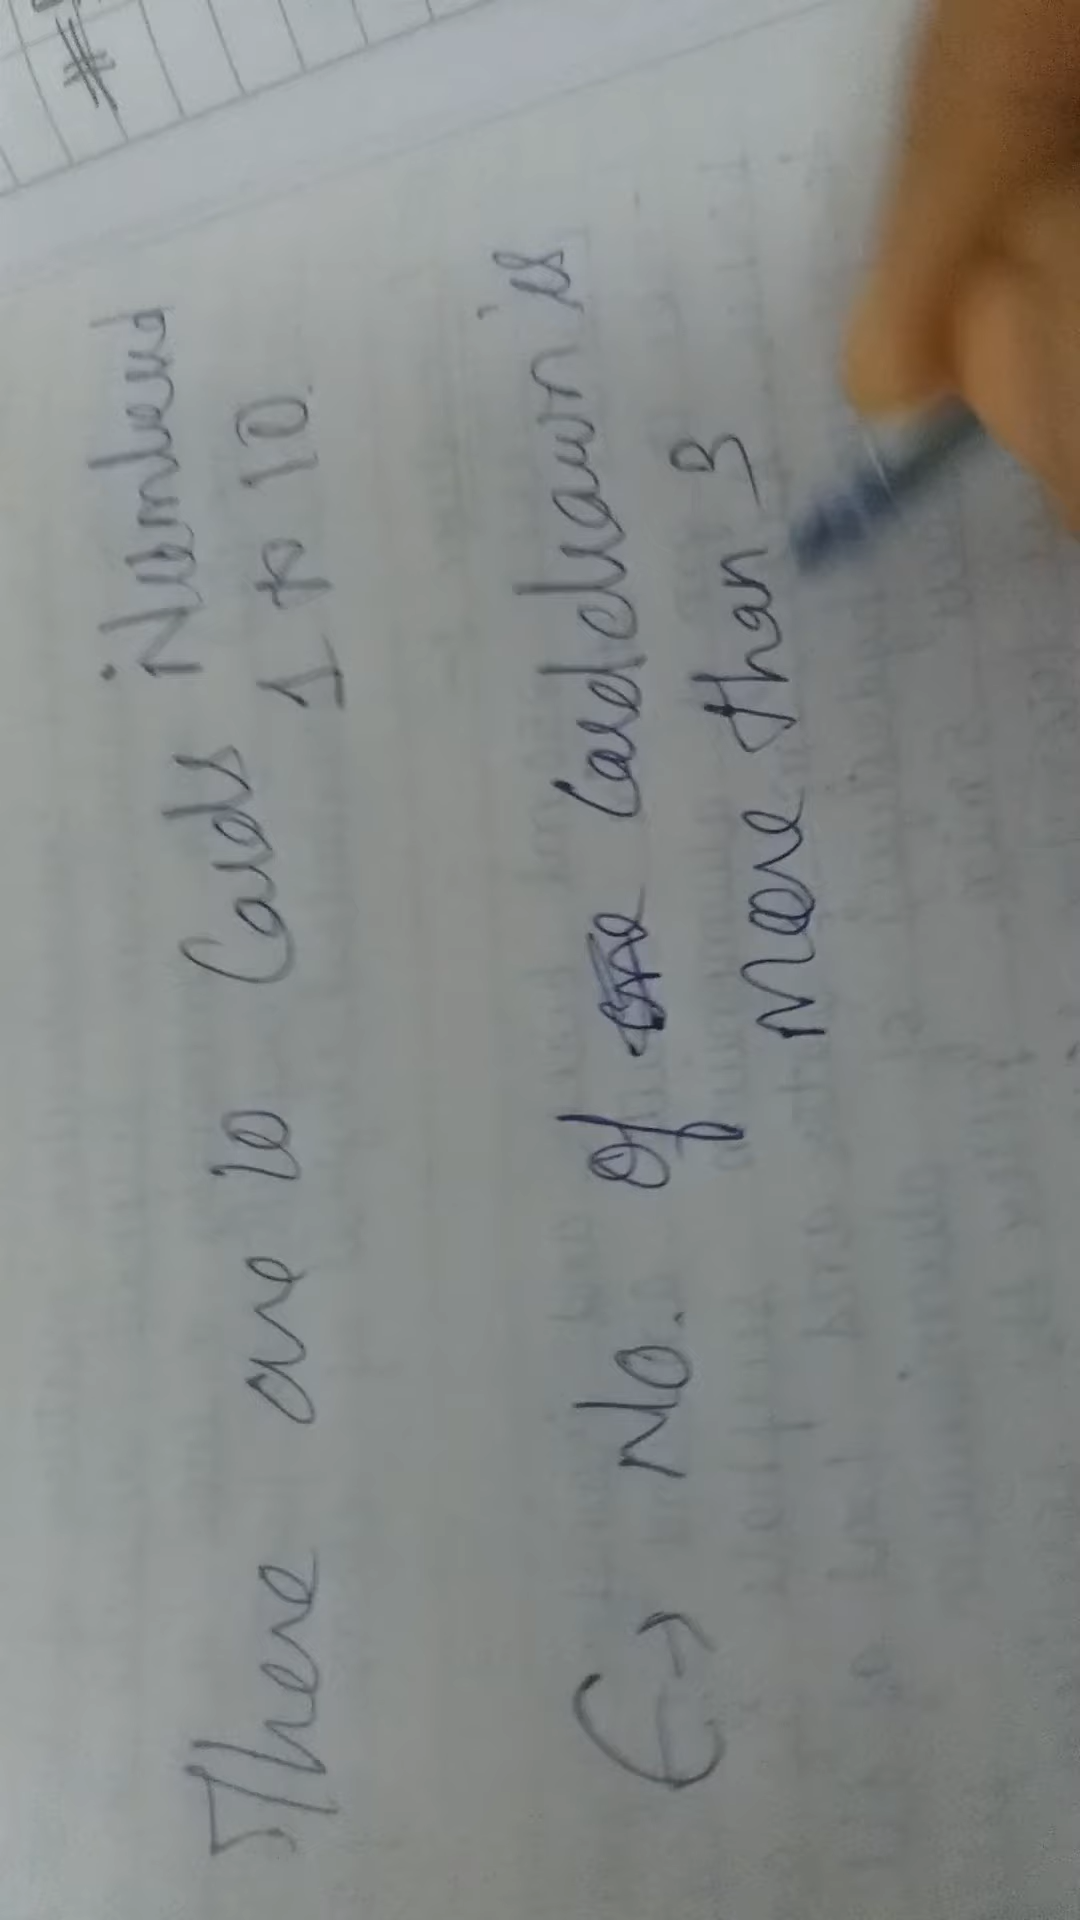 There are 10 Cards Numbered
1 to 10.
E → No. Of Card drawn is
More than 3